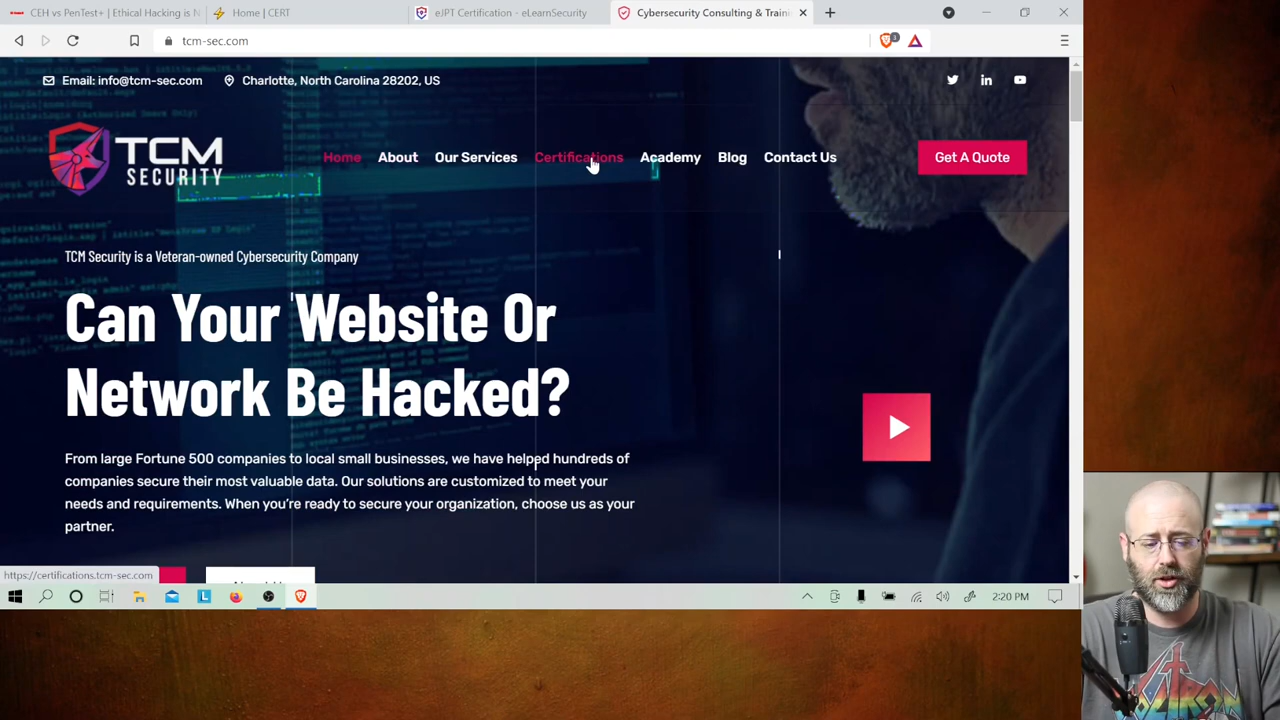 CEH vs PenTest+ | Ethical Hacking is N
Home | CERT
eJPT Certification - eLearnSecurity
Cybersecurity Consulting & Traini
tcm-sec.com
3
Email: info@tcm-sec.com
Charlotte, North Carolina 28202, US
TCM
SECURITY
Home
About
Our Services
Certifications
Academy
Blog
Contact Us
Get A Quote
TCM Security is a Veteran-owned Cybersecurity Company
Can Your Website Or
Network Be Hacked?
From large Fortune 500 companies to local small businesses, we have helped hundreds of
companies secure their most valuable data. Our solutions are customized to meet your
needs and requirements. When you're ready to secure your organization, choose us as your
partner.
https://certifications.tcm-sec.com
2:20 PM